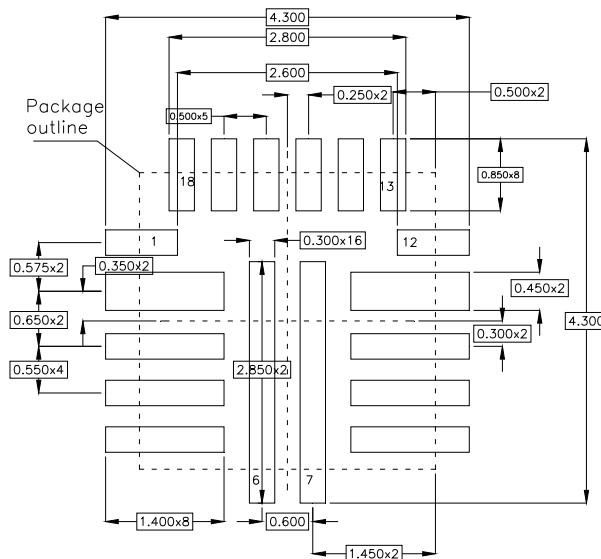 4.300
2.800
2.600
0.250x2
0.500x2
Package
outline
0.500x5
18
13
0.850x8
1
12
0.300x16
0.575x2
0.350x2
0.450x2
0.650x2
4.300
0.300x2
0.550x4
2.850x2
6
7
1.400x8
0.600
1.450x2